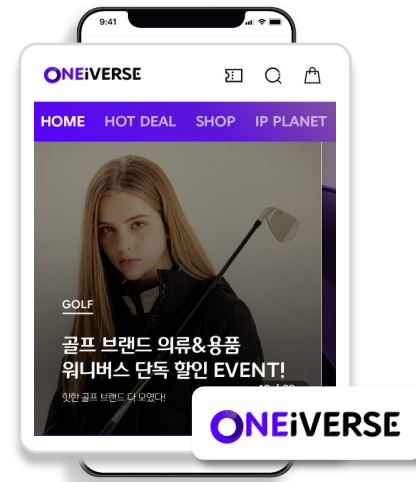 9:41
ONEiVERSE
HOME HOT DEAL SHOP IP PLANET
GOLF
골프 브랜드 의류&용품
워니버스 단독 할인 EVENT!
핫한 골프 브랜드 다 모였다!
ONEiVERSE